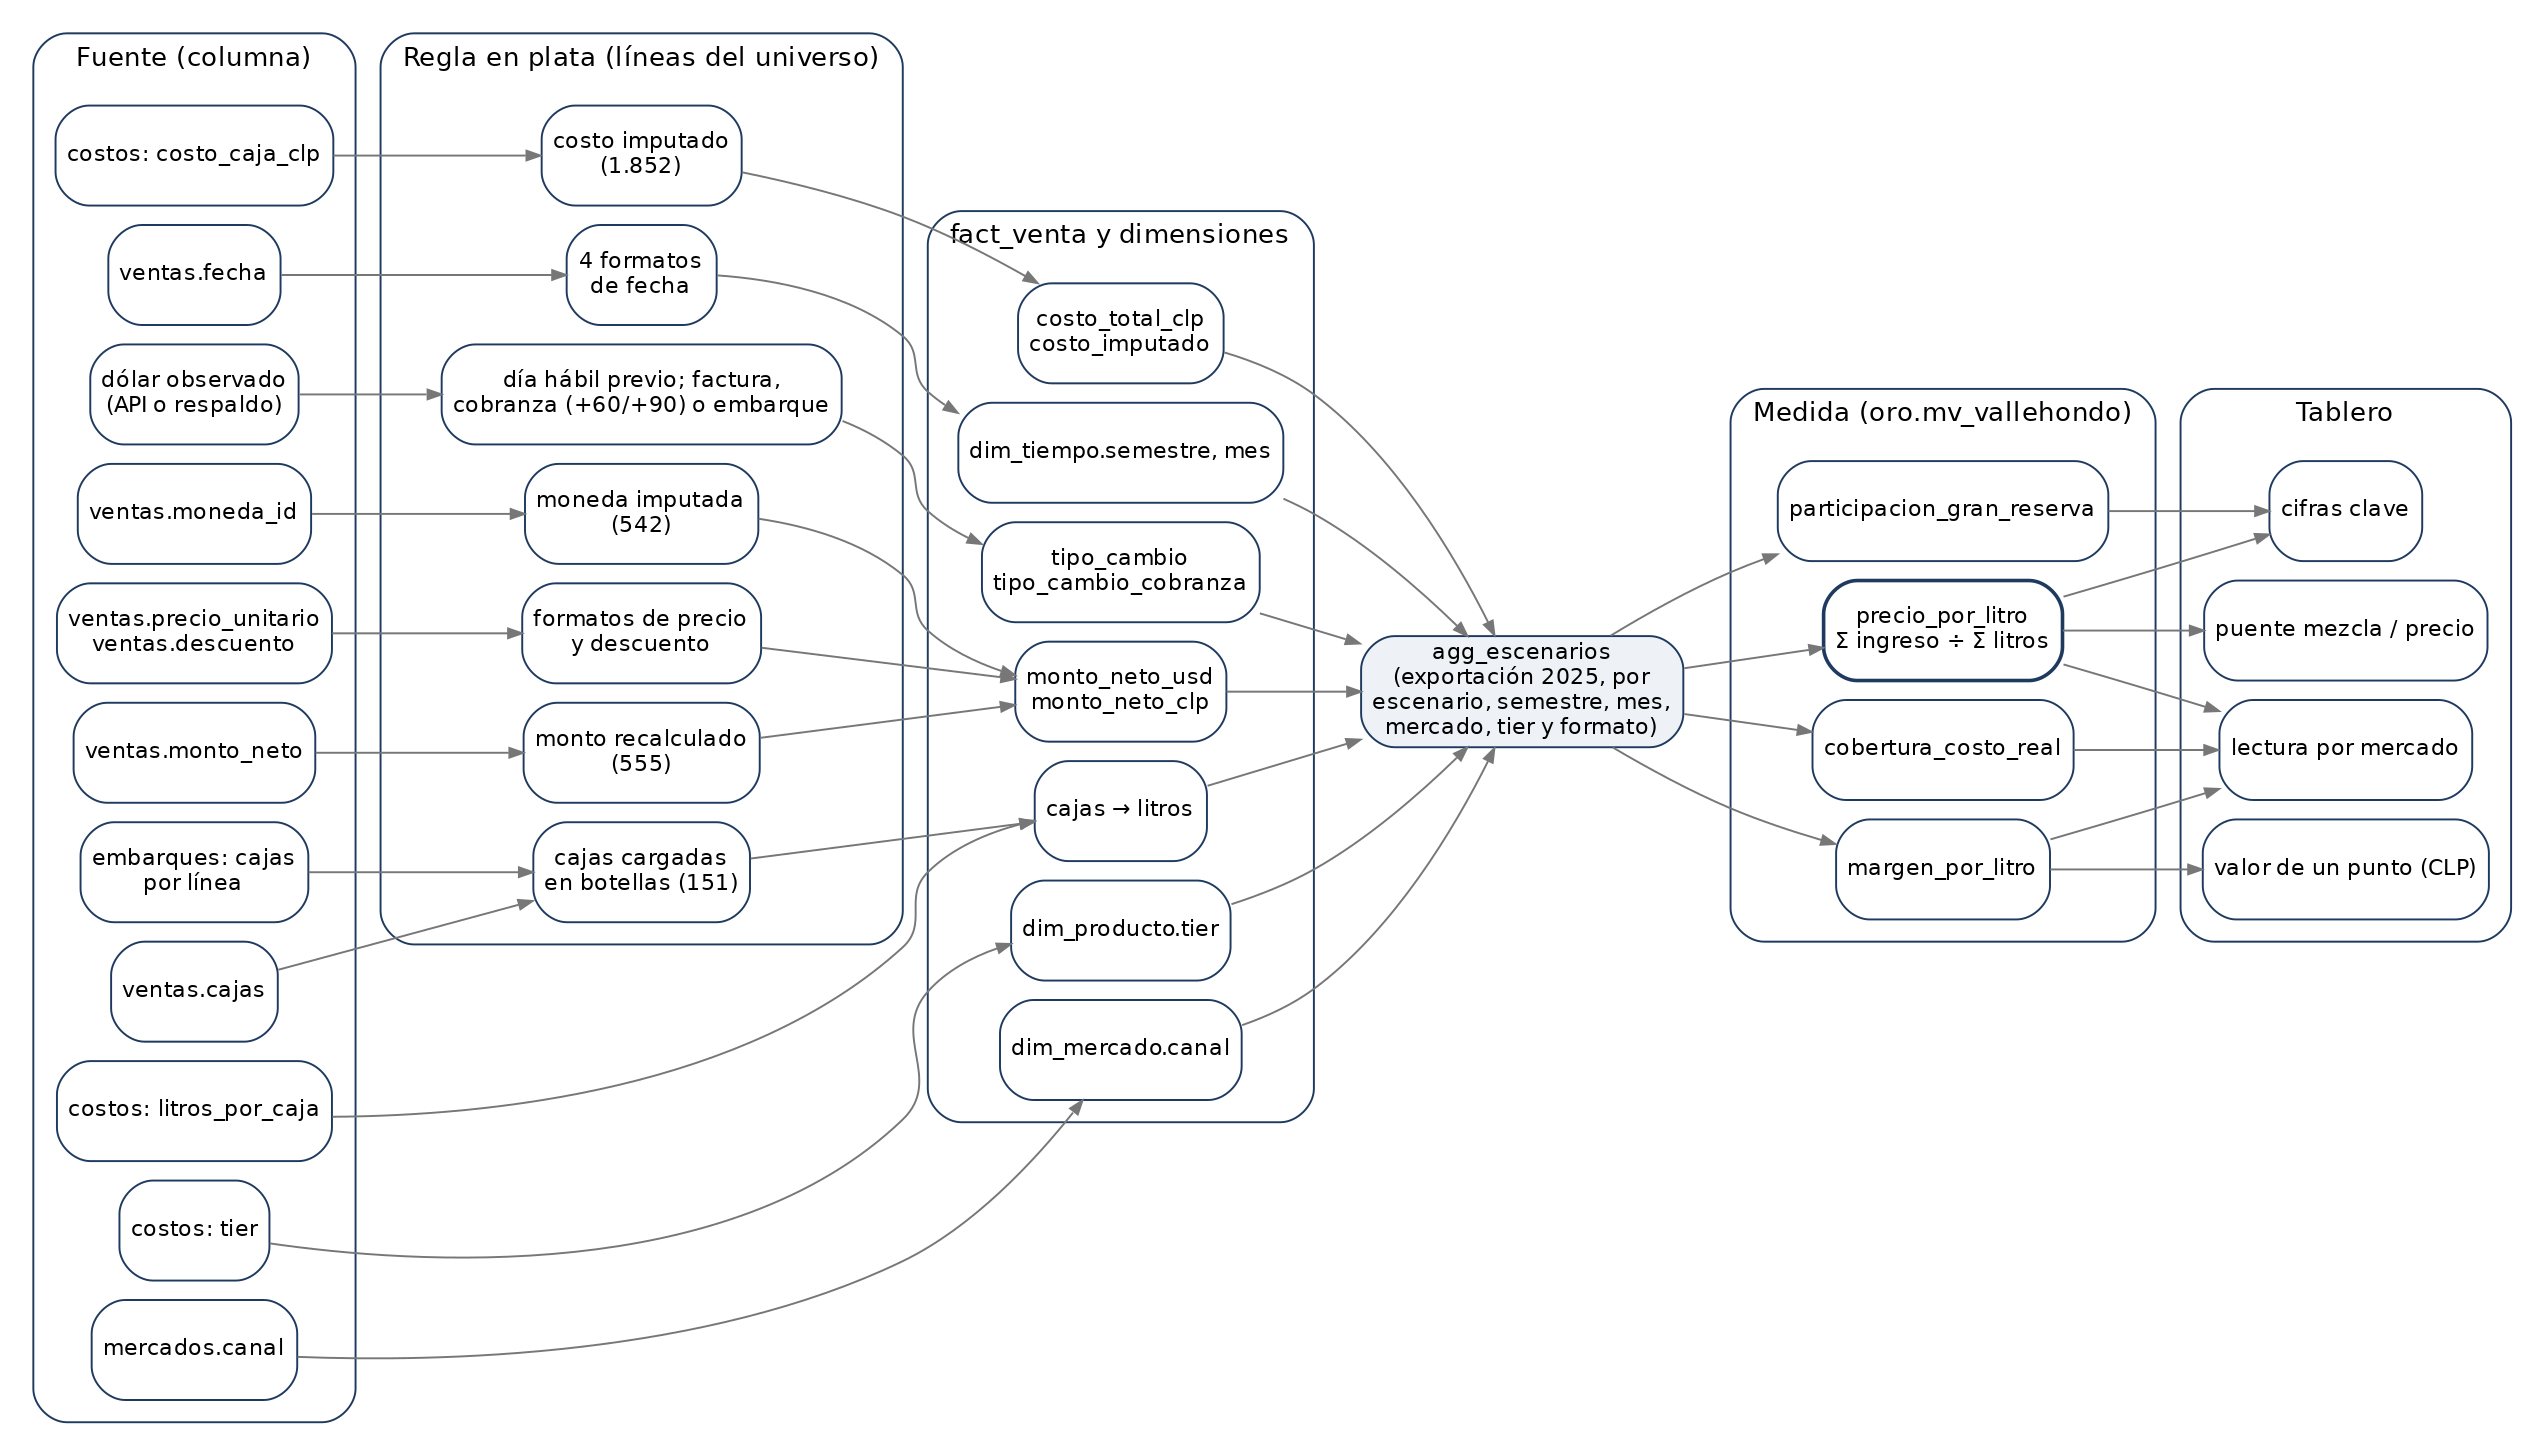 Fuente (columna)
costos: costo_caja_clp
ventas.fecha
dólar observado
(API o respaldo)
ventas.moneda_id
ventas.precio_unitario
ventas.descuento
ventas.monto_neto
embarques: cajas
por línea
ventas.cajas
costos: litros_por_caja
costos: tier
mercados.canal
Regla en plata (líneas del universo)
costo imputado
(1.852)
4 formatos
de fecha
día hábil previo; factura,
cobranza (+60/+90) o embarque
moneda imputada
(542)
formatos de precio
y descuento
monto recalculado
(555)
cajas cargadas
en botellas (151)
fact_venta y dimensiones
costo_total_clp
costo_imputado
dim_tiempo.semestre, mes
tipo_cambio
tipo_cambio_cobranza
monto_neto_usd
monto_neto_clp
cajas → litros
dim_producto.tier
dim_mercado.canal
agg_escenarios
(exportación 2025, por
escenario, semestre, mes,
mercado, tier y formato)
Medida (oro.mv_vallehondo)
participacion_gran_reserva
precio_por_litro
Σ ingreso ÷ Σ litros
cobertura_costo_real
margen_por_litro
Tablero
cifras clave
puente mezcla / precio
lectura por mercado
valor de un punto (CLP)